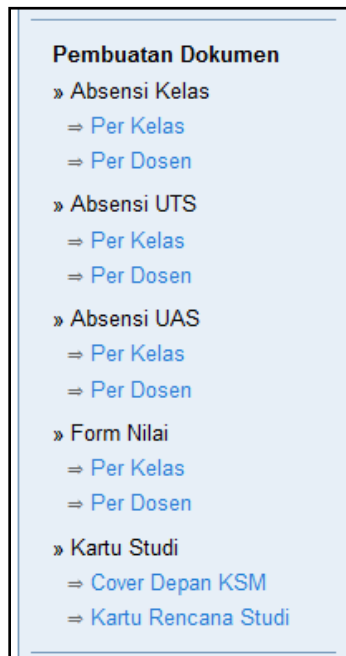 Pembuatan Dokumen
» Absensi Kelas
⇒ Per Kelas
⇒ Per Dosen
» Absensi UTS
⇒ Per Kelas
⇒ Per Dosen
» Absensi UAS
⇒ Per Kelas
⇒ Per Dosen
» Form Nilai
⇒ Per Kelas
⇒ Per Dosen
» Kartu Studi
⇒ Cover Depan KSM
⇒ Kartu Rencana Studi